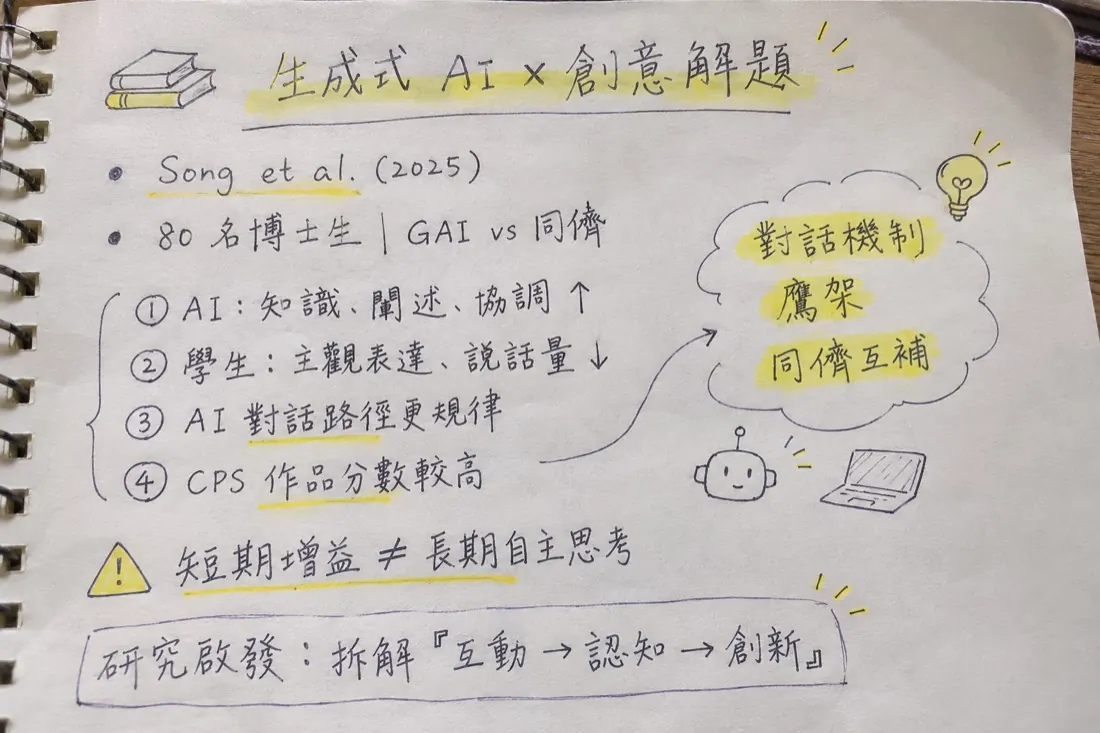 生成式 AI × 創意解題
• Song et al. (2025)
• 80 名博士生 | GAI vs 同儕
① AI：知識、闡述、協調 ↑
② 學生：主觀表達、說話量 ↓
③ AI 對話路徑更規律
④ CPS 作品分數較高
對話機制
鷹架
同儕互補
! 短期增益 ≠ 長期自主思考
研究啟發：拆解『互動 → 認知 → 創新』